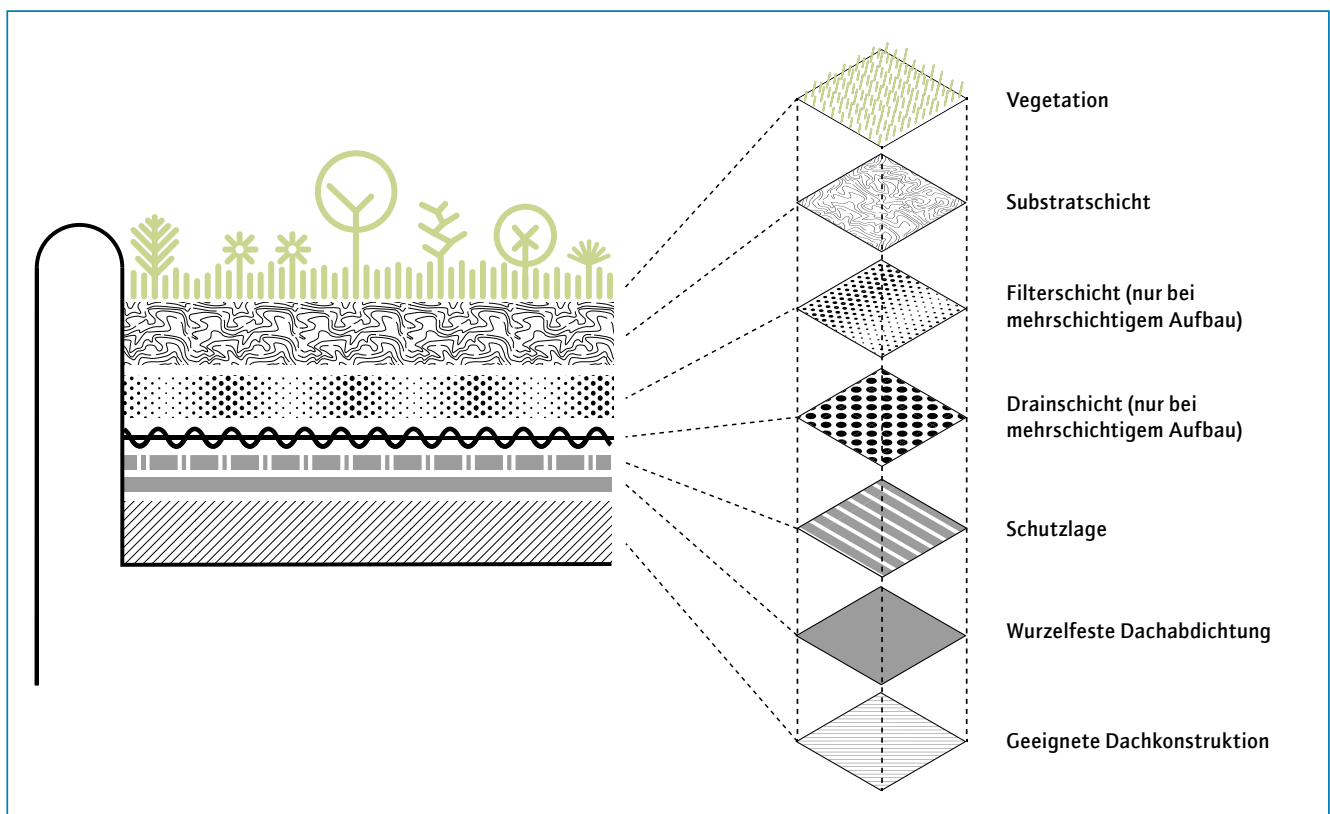 Vegetation
Substratschicht
Filterschicht (nur bei
mehrschichtigem Aufbau)
Drainschicht (nur bei
mehrschichtigem Aufbau)
Schutzlage
Wurzelfeste Dachabdichtung
Geeignete Dachkonstruktion